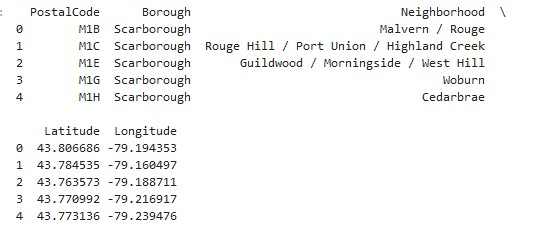 PostalCode Borough Neighborhood \
0 M1B Scarborough Malvern / Rouge
1 M1C Scarborough Rouge Hill / Port Union / Highland Creek
2 M1E Scarborough Guildwood / Morningside / West Hill
3 M1G Scarborough Woburn
4 M1H Scarborough Cedarbrae
Latitude Longitude
0 43.806686 -79.194353
1 43.784535 -79.160497
2 43.763573 -79.188711
3 43.770992 -79.216917
4 43.773136 -79.239476